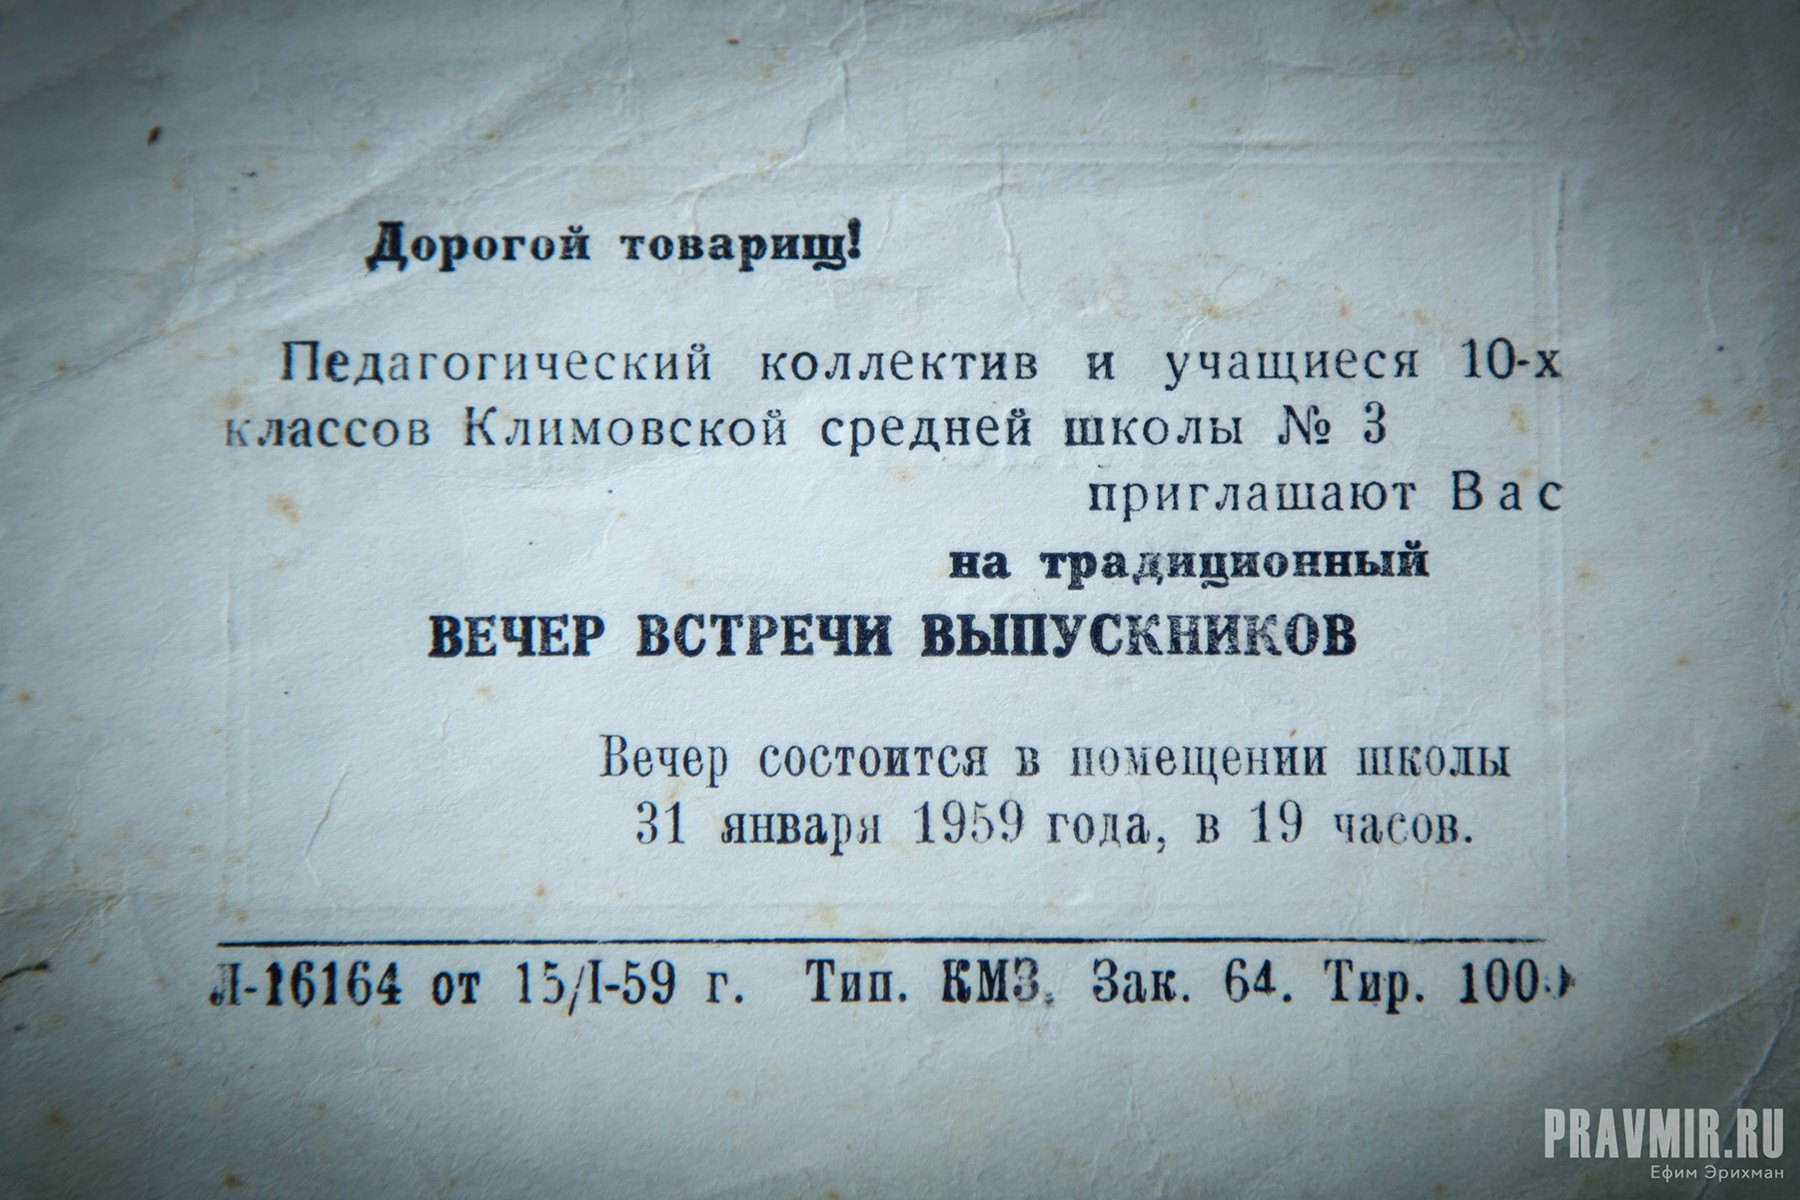 Дорогой товарищ!
Педагогический коллектив и учащиеся 10-х
классов Климовской средней школы № 3
приглашают Вас
на традиционный
ВЕЧЕР ВСТРЕЧИ ВЫПУСКНИКОВ
Вечер состоится в помещении школы
31 января 1959 года, в 19 часов.
Л-16164 от 15/I-59 г. Тип. КМЗ. Зак. 64. Тир.
PRAVMIR.RU
Ефим Эрихман